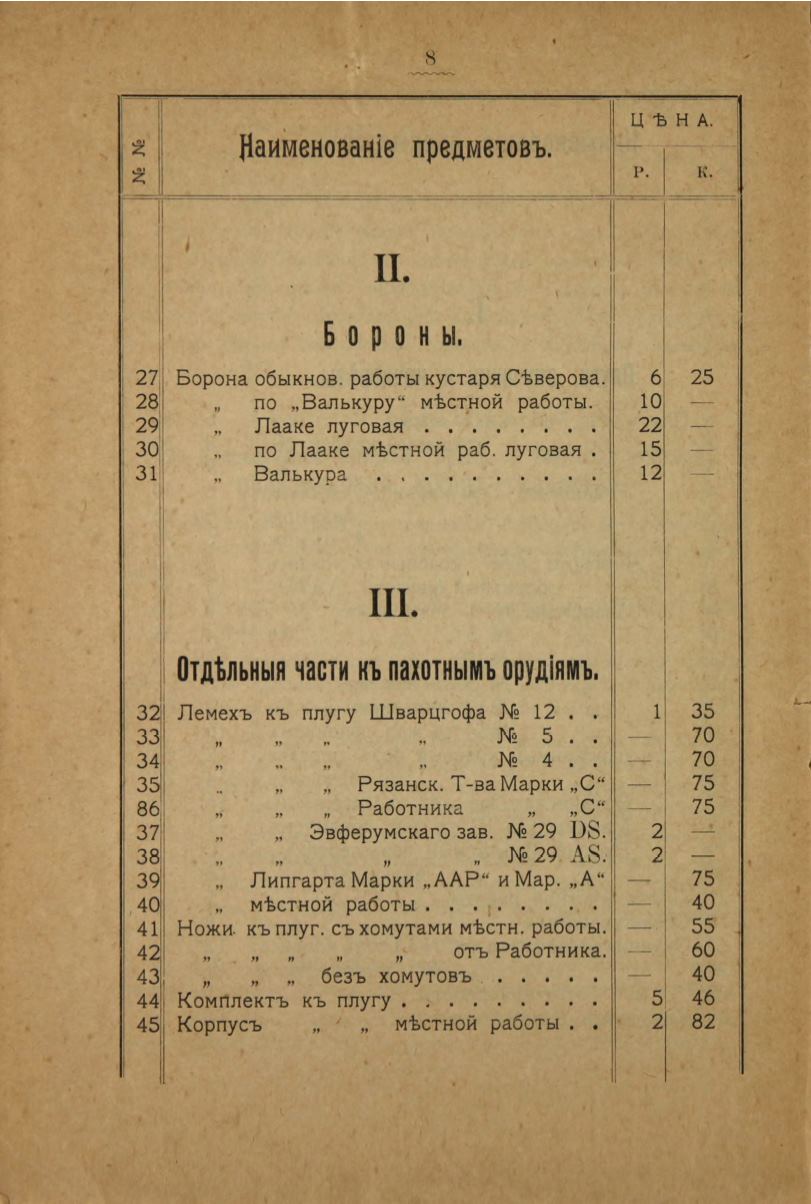 8
№ № Наименованіе предметовъ. ЦѢНА.
Р. К.
II.
Бороны.
27 Борона обыкнов. работы кустаря Сѣверова. 6 25
28 „ по „Валькуру“ мѣстной работы. 10 —
29 „ Лааке луговая . . . . . . . . 22 —
30 „ по Лааке мѣстной раб. луговая . 15 —
31 „ Валькура . . . . . . . . . . 12 —
III.
Отдѣльныя части къ пахотнымъ орудіямъ.
32 Лемехъ къ плугу Шварцгофа № 12 . . 1 35
33 „ „ „ „ № 5 . . — 70
34 „ „ „ „ № 4 . . — 70
35 „ „ „ Рязанск. Т-ва Марки „С“ — 75
86 „ „ „ Работника „ „С“ — 75
37 „ „ Эвферумскаго зав. № 29 DS. 2 —
38 „ „ „ „ № 29 AS. 2 —
39 „ Липгарта Марки „ААР“ и Мар. „А“ — 75
40 „ мѣстной работы . . . . . . . . — 40
41 Ножи къ плуг. съ хомутами мѣстн. работы. — 55
42 „ „ „ „ „ отъ Работника. — 60
43 „ „ „ безъ хомутовъ . . . . . — 40
44 Комплектъ къ плугу . . . . . . . . . 5 46
45 Корпусъ „ „ мѣстной работы . . 2 82